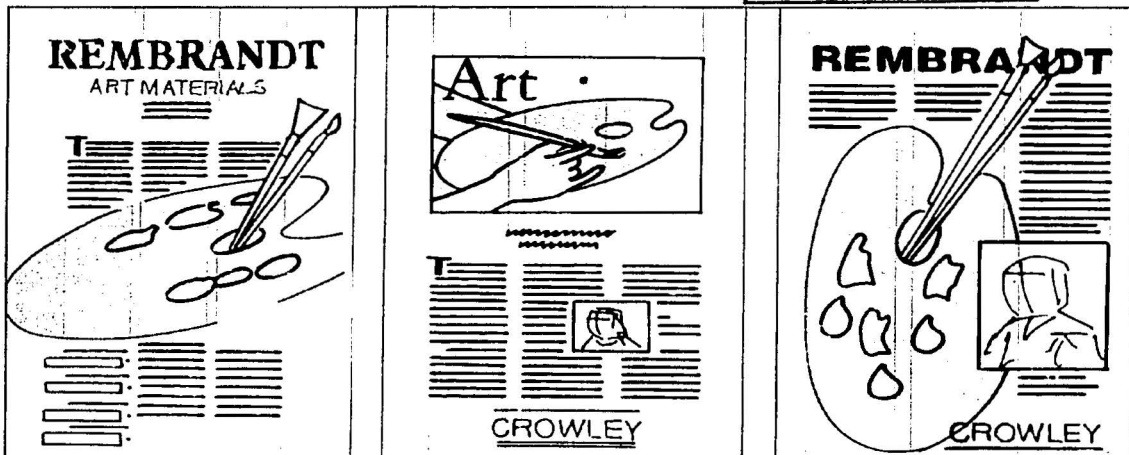 REMBRANDT
ART MATERIALS
T
Art
T
CROWLEY
REMBRANDT
CROWLEY